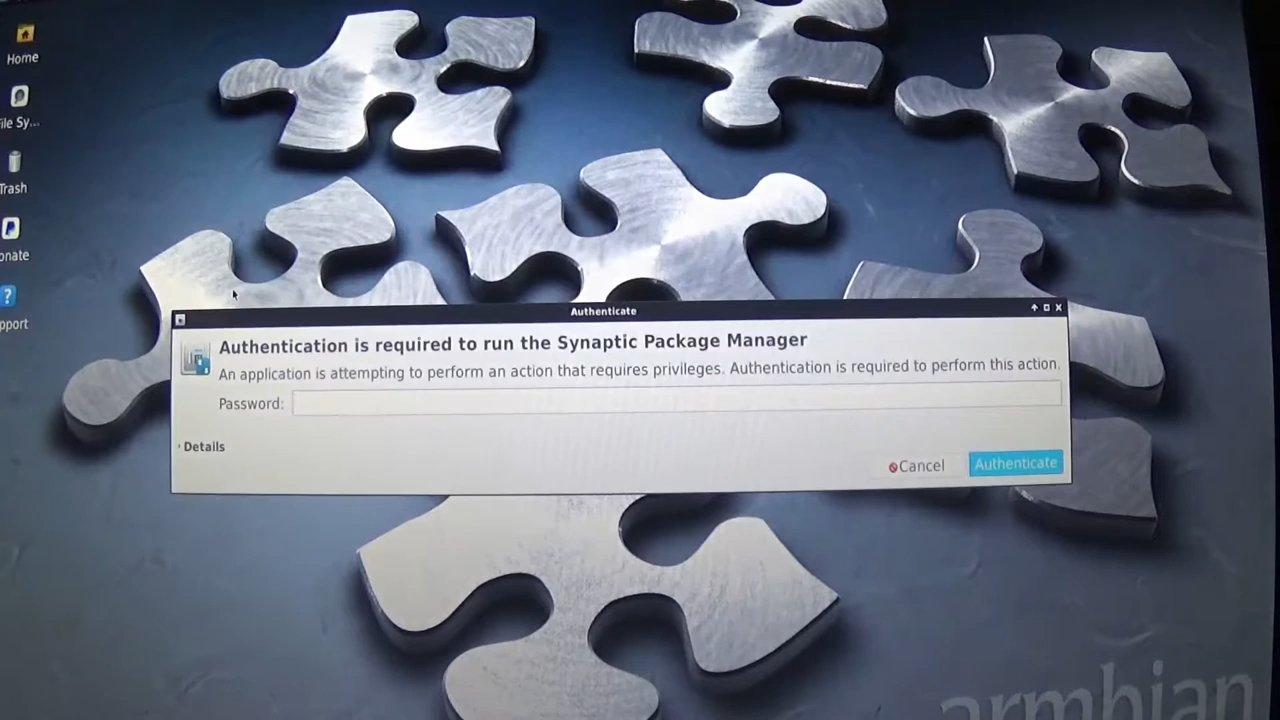 Home
ile Sy...
Trash
onate
pport
Authenticate
Authentication is required to run the Synaptic Package Manager
An application is attempting to perform an action that requires privileges. Authentication is required to perform this action.
Password:
Details
Cancel
Authenticate
armbian